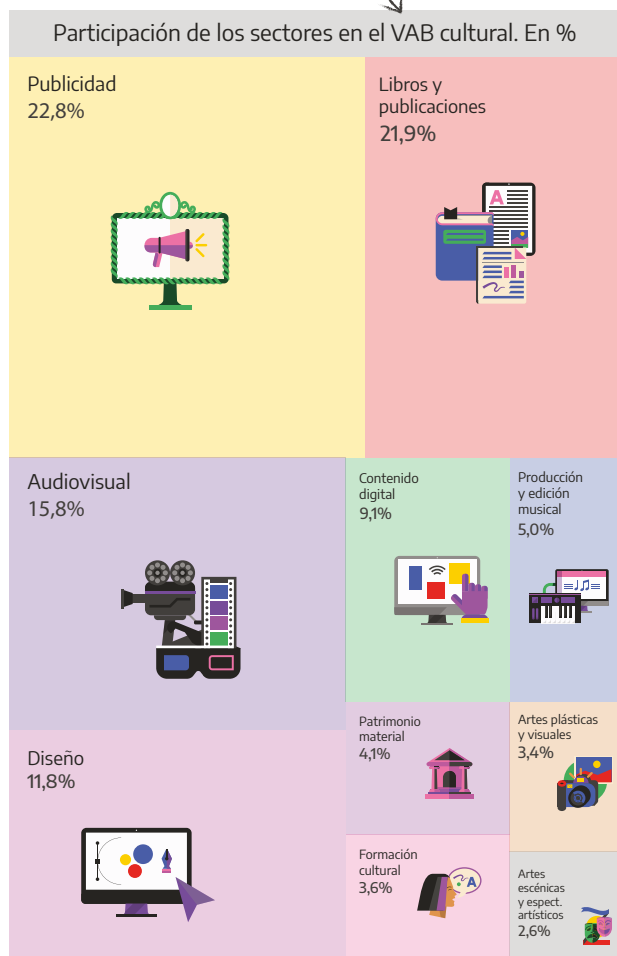 Participación de los sectores en el VAB cultural. En %
Publicidad
22,8%
Libros y
publicaciones
21,9%
A
Audiovisual
15,8%
Contenido
digital
9,1%
Producción
y edición
musical
5,0%
Diseño
11,8%
Patrimonio
material
4,1%
Artes plásticas
y visuales
3,4%
Formación
cultural
3,6%
A
Artes
escénicas
y espect.
artísticos
2,6%